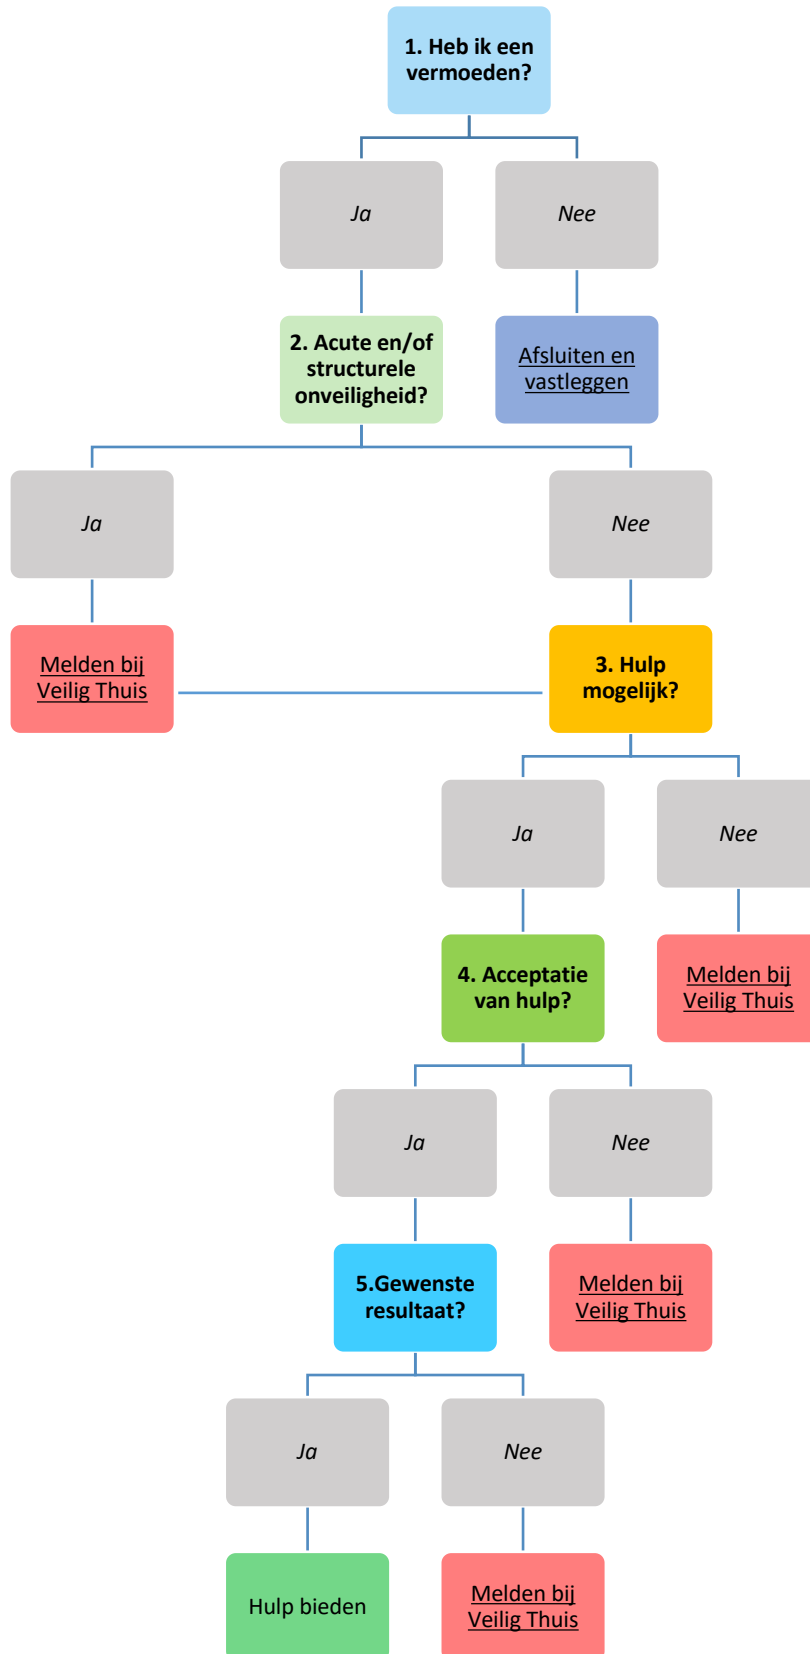 1. Heb ik een
vermoeden?
Ja
Nee
2. Acute en/of
structurele
onveiligheid?
Afsluiten en
vastleggen
Ja
Nee
Melden bij
Veilig Thuis
3. Hulp
mogelijk?
Ja
Nee
4. Acceptatie
van hulp?
Melden bij
Veilig Thuis
Ja
Nee
5.Gewenste
resultaat?
Melden bij
Veilig Thuis
Ja
Nee
Hulp bieden
Melden bij
Veilig Thuis